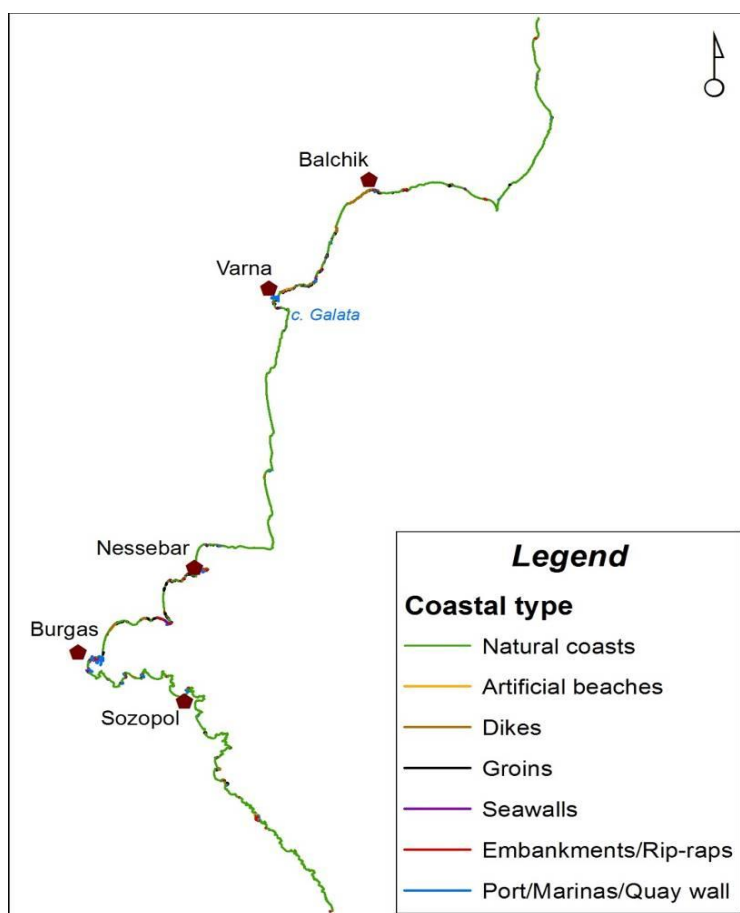 Balchik
Varna
c. Galata
Nessebar
Burgas
Sozopol
Legend
Coastal type
Natural coasts
Artificial beaches
Dikes
Groins
Seawalls
Embankments/Rip-raps
Port/Marinas/Quay wall